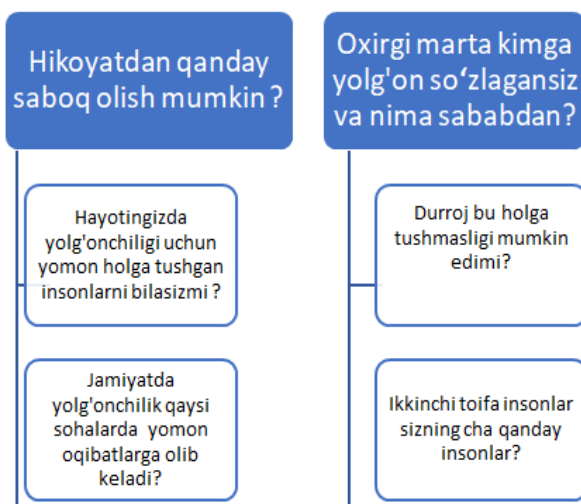 Hikoyatdan qanday
saboq olish mumkin ?
Hayotingizda
yolg'onchiligi uchun
yomon holga tushgan
insonlarni bilasizmi ?
Jamiyatda
yolg'onchilik qaysi
sohalarda yomon
oqibatlarga olib
keladi?
Oxirgi marta kimga
yolg'on so‘zlagansiz
va nima sababdan?
Durroj bu holga
tushmasligi mumkin
edimi?
Ikkinchi toifa insonlar
sizning cha qanday
insonlar?